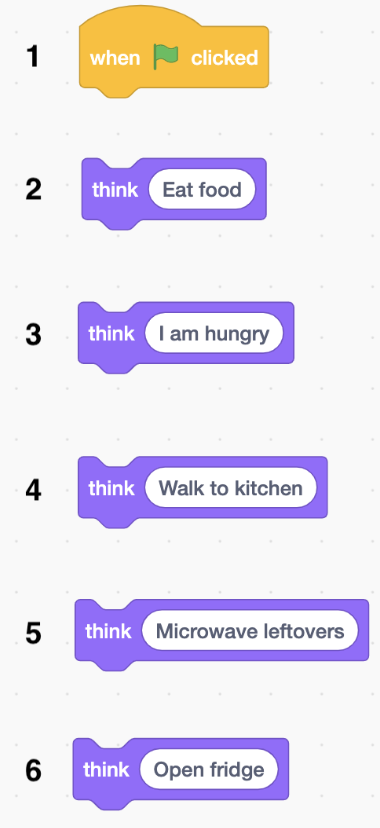 1 when clicked
2 think Eat food
3 think I am hungry
4 think Walk to kitchen
5 think Microwave leftovers
6 think Open fridge